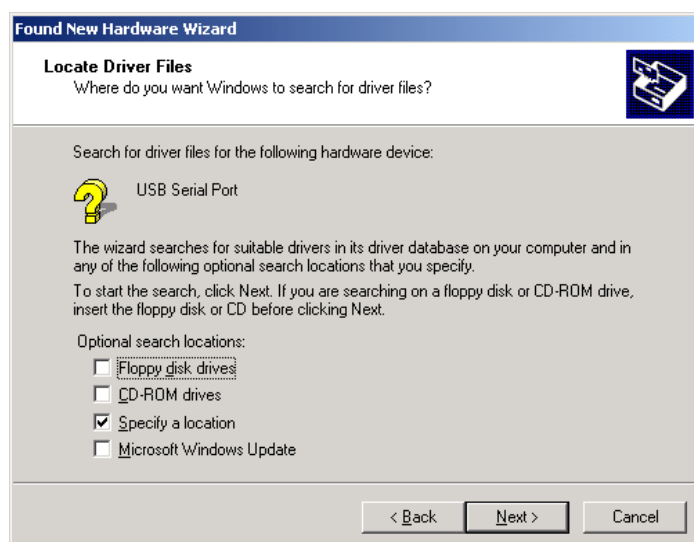 Found New Hardware Wizard
Locate Driver Files
Where do you want Windows to search for driver files?
Search for driver files for the following hardware device:
USB Serial Port
The wizard searches for suitable drivers in its driver database on your computer and in
any of the following optional search locations that you specify.
To start the search, click Next. If you are searching on a floppy disk or CD-ROM drive,
insert the floppy disk or CD before clicking Next.
Optional search locations:
Floppy disk drives
CD-ROM drives
Specify a location
Microsoft Windows Update
< Back Next > Cancel